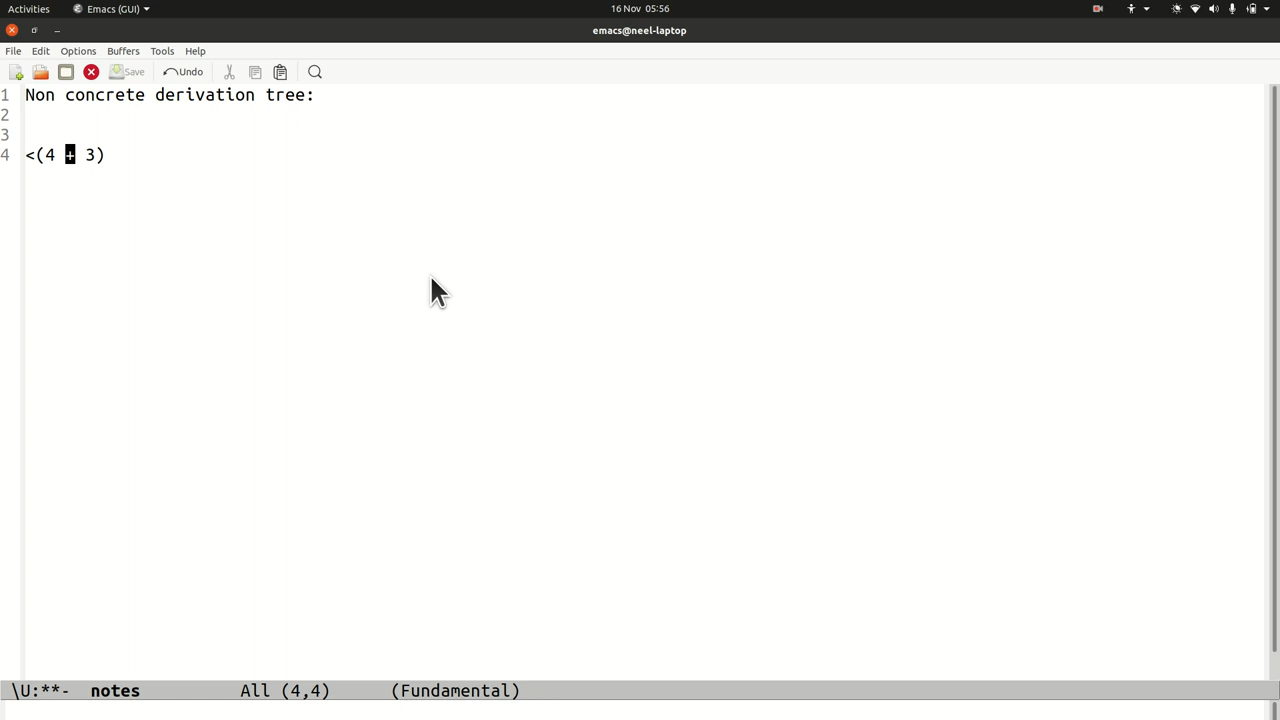 Activities Emacs (GUI) 16 Nov 05:56
emacs@neel-laptop
File Edit Options Buffers Tools Help
Save Undo
1 Non concrete derivation tree:
2
3
4 <(4 + 3)
\U:**- notes All (4,4) (Fundamental)